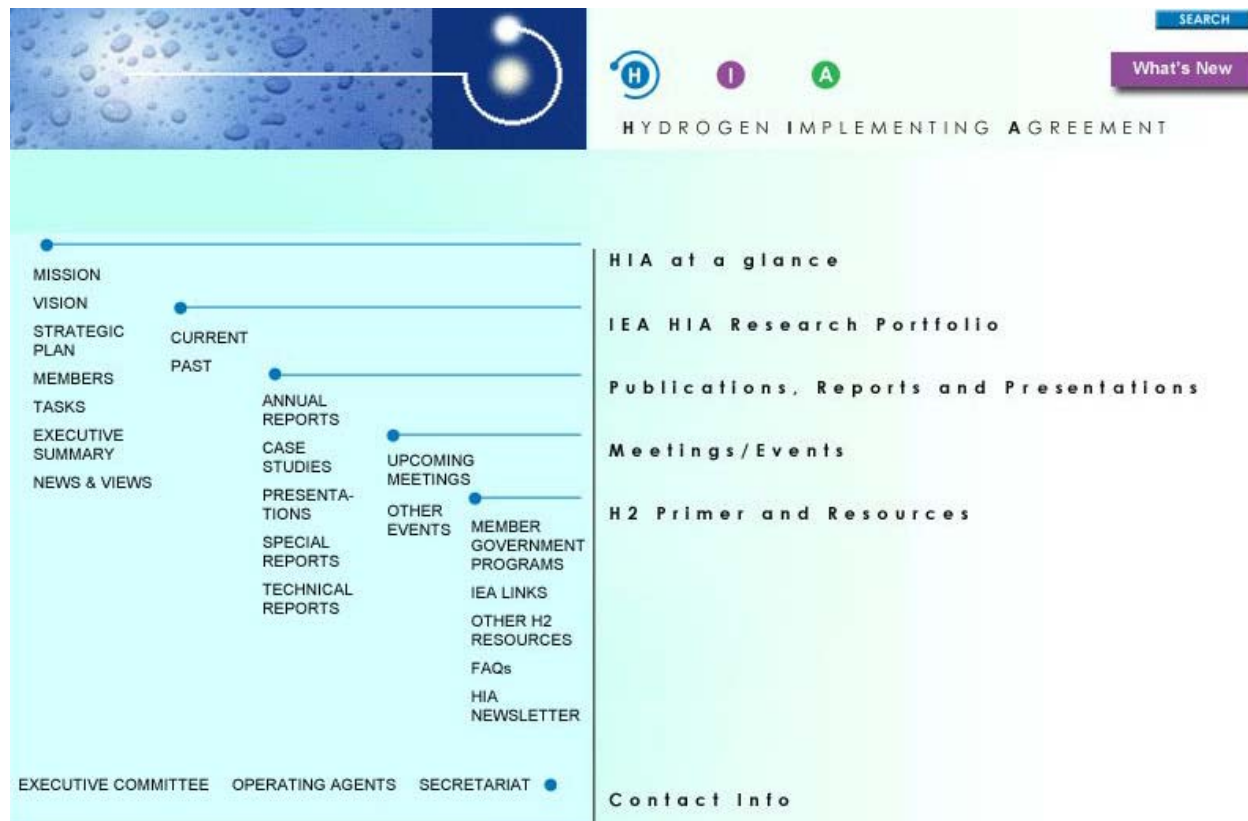 SEARCH
H I A
What's New
HYDROGEN IMPLEMENTING AGREEMENT
HIA at a glance
MISSION
VISION
STRATEGIC
PLAN
MEMBERS
TASKS
EXECUTIVE
SUMMARY
NEWS & VIEWS
IEA HIA Research Portfolio
CURRENT
PAST
Publications, Reports and Presentations
ANNUAL
REPORTS
CASE
STUDIES
PRESENTA-
TIONS
SPECIAL
REPORTS
TECHNICAL
REPORTS
Meetings/Events
UPCOMING
MEETINGS
OTHER
EVENTS
H2 Primer and Resources
MEMBER
GOVERNMENT
PROGRAMS
IEA LINKS
OTHER H2
RESOURCES
FAQs
HIA
NEWSLETTER
EXECUTIVE COMMITTEE OPERATING AGENTS SECRETARIAT
Contact Info